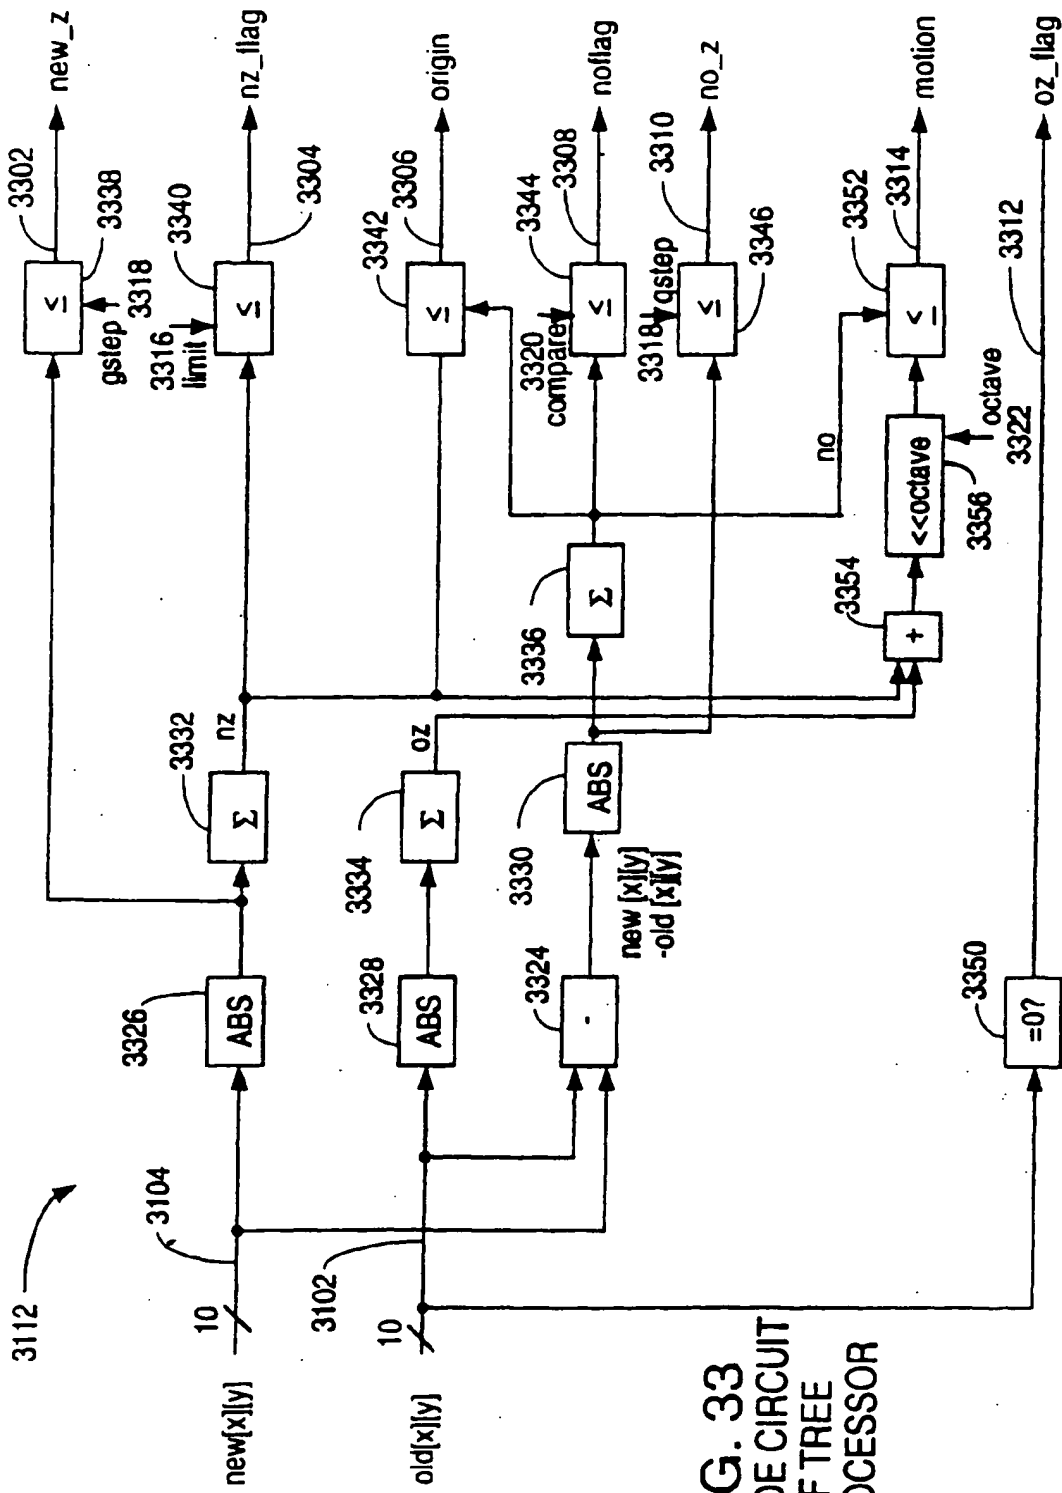 3112
new[x][y]
10
3104
old[x][y]
10
3102
3326
ABS
3328
ABS
3324
-
new [x][y]
-old [x][y]
3330
ABS
3332
Σ
nz
3334
Σ
oz
3336
Σ
3350
=0?
3354
+
<<octave
3356
octave
3322
no
≤
3302
3338
gstep
3318
new_z
3316
limit
≤
3340
3304
nz_flag
≤
3342
3306
origin
3320
compare
≤
3344
3308
noflag
3318
qstep
≤
3310
3346
no_z
≤
3352
3314
motion
3312
oz_flag
G. 33
DE CIRCUIT
F TREE
OCESSOR